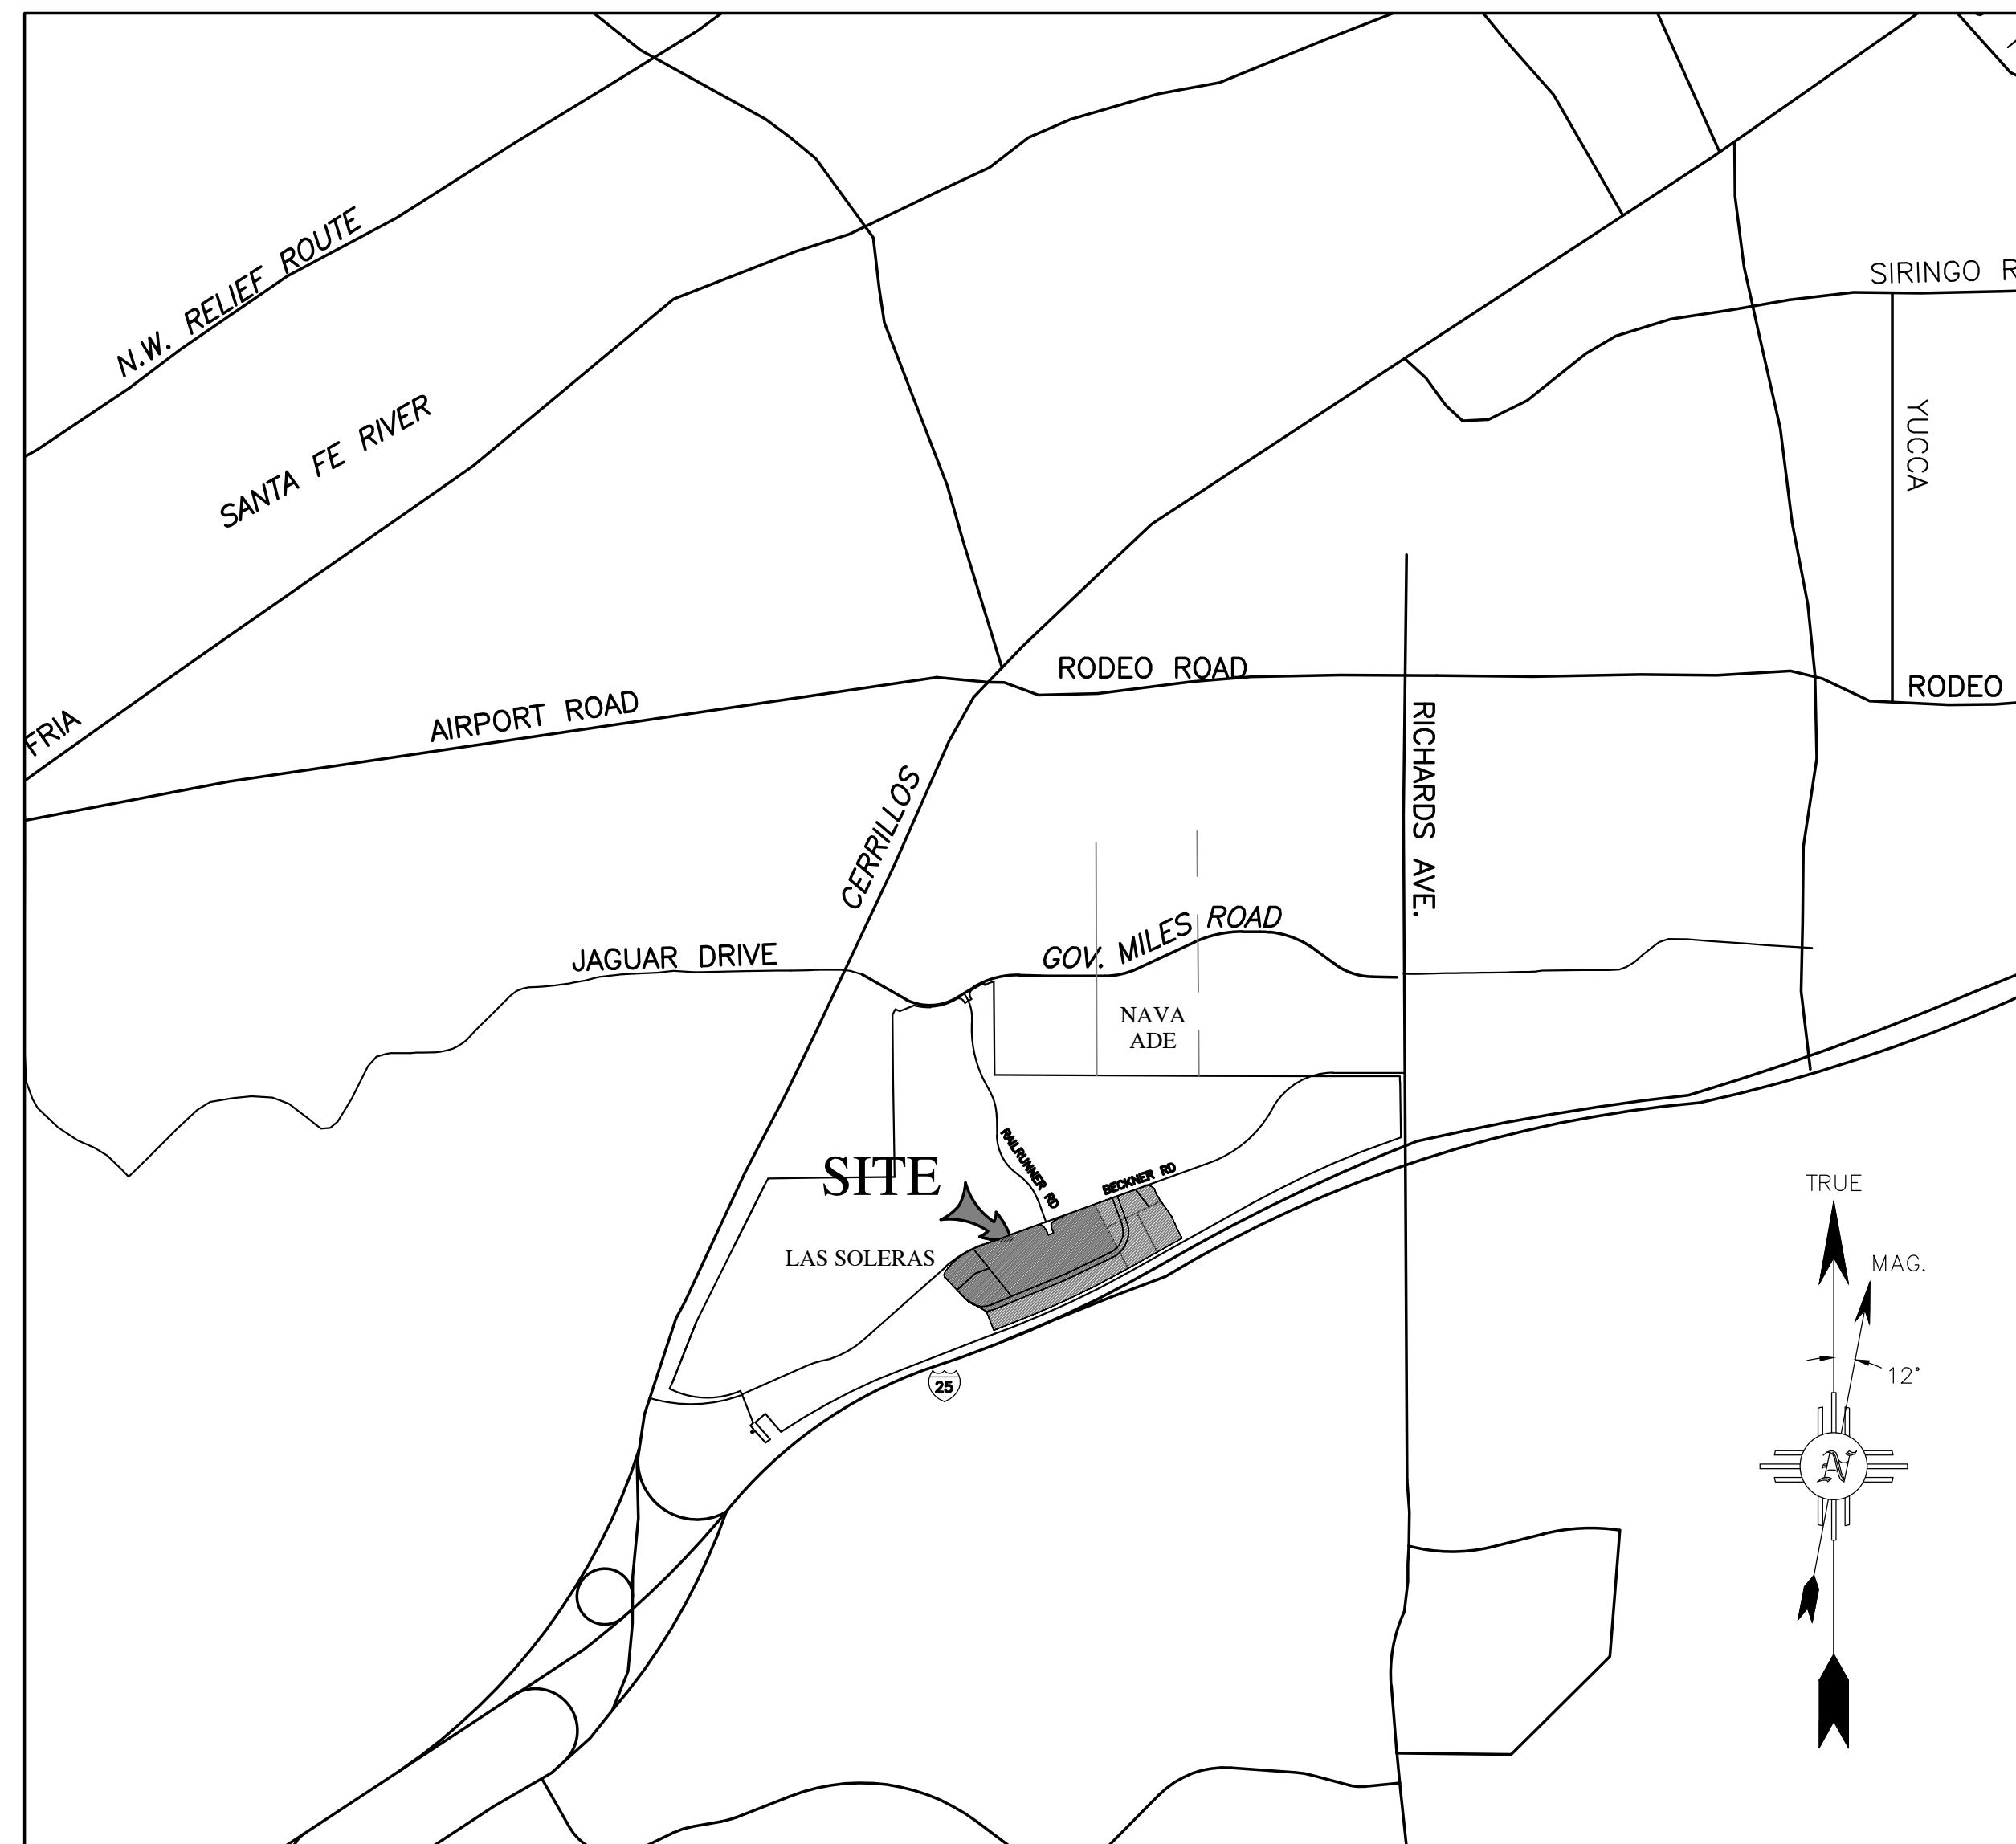 N.W. RELIEF ROUTE
SIRINGO R
SANTA FE RIVER
YUCCA
RODEO ROAD
RODEO
AIRPORT ROAD
FRIA
RICHARDS AVE.
CERRILLOS
GOV. MILES ROAD
JAGUAR DRIVE
NAVA
ADE
RAILRUNNER RD
SITE
BECKNER RD
LAS SOLERAS
25
TRUE
MAG.
12°
N